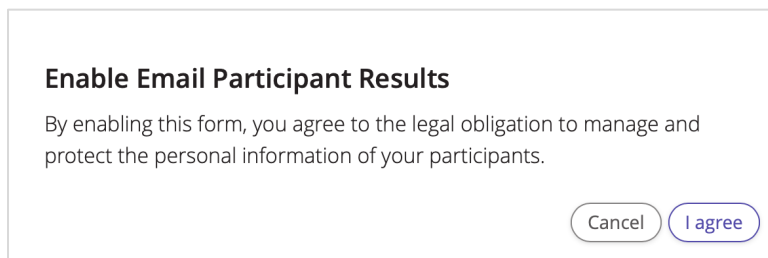 Enable Email Participant Results
By enabling this form, you agree to the legal obligation to manage and
protect the personal information of your participants.
Cancel I agree